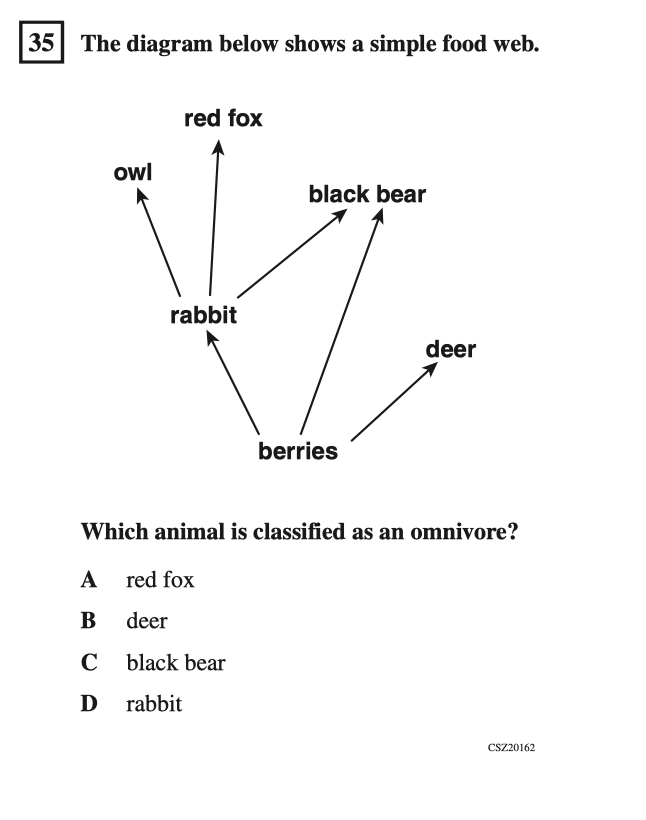 35 The diagram below shows a simple food web.
red fox
owl
black bear
rabbit
deer
berries
Which animal is classified as an omnivore?
A red fox
B deer
C black bear
D rabbit
CSZ20162